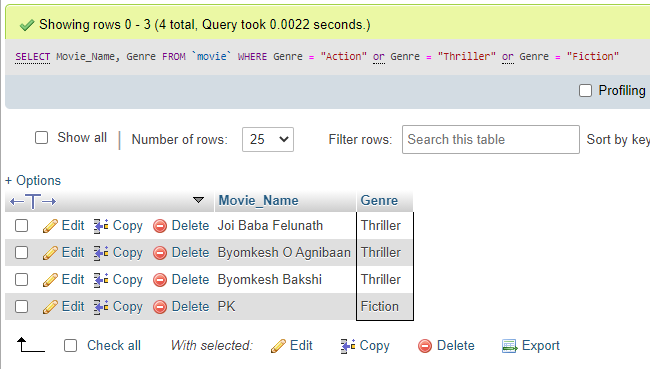 Showing rows 0 - 3 (4 total, Query took 0.0022 seconds.)
SELECT Movie_Name, Genre FROM `movie` WHERE Genre = "Action" or Genre = "Thriller" or Genre = "Fiction"
Profiling
Show all | Number of rows: 25 Filter rows: Search this table Sort by key
+ Options
←T→ Movie_Name Genre
Edit Copy Delete Joi Baba Felunath Thriller
Edit Copy Delete Byomkesh O Agnibaan Thriller
Edit Copy Delete Byomkesh Bakshi Thriller
Edit Copy Delete PK Fiction
Check all With selected: Edit Copy Delete Export